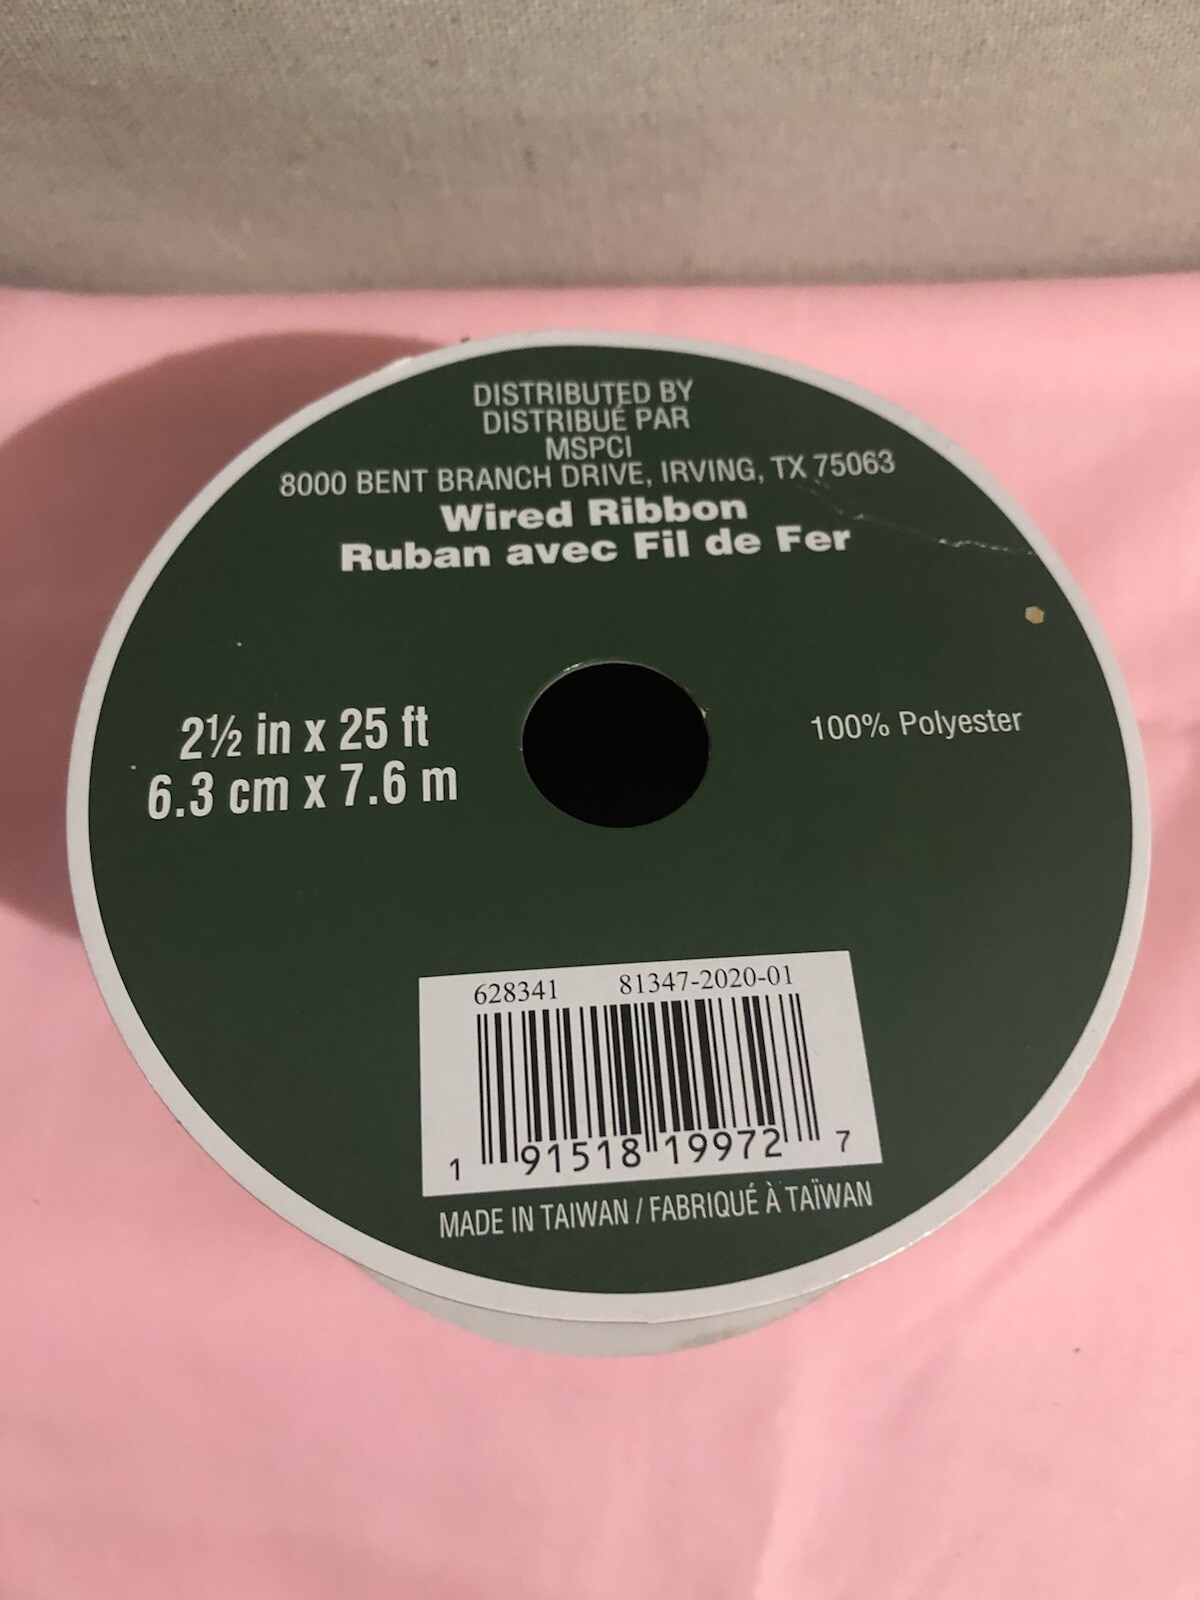 DISTRIBUTED BY
DISTRIBUÉ PAR
MSPCI
8000 BENT BRANCH DRIVE, IRVING, TX 75063
Wired Ribbon
Ruban avec Fil de Fer
2½ in x 25 ft
6.3 cm x 7.6 m
100% Polyester
628341 81347-2020-01
1 91518 19972 7
MADE IN TAIWAN / FABRIQUÉ À TAÏWAN